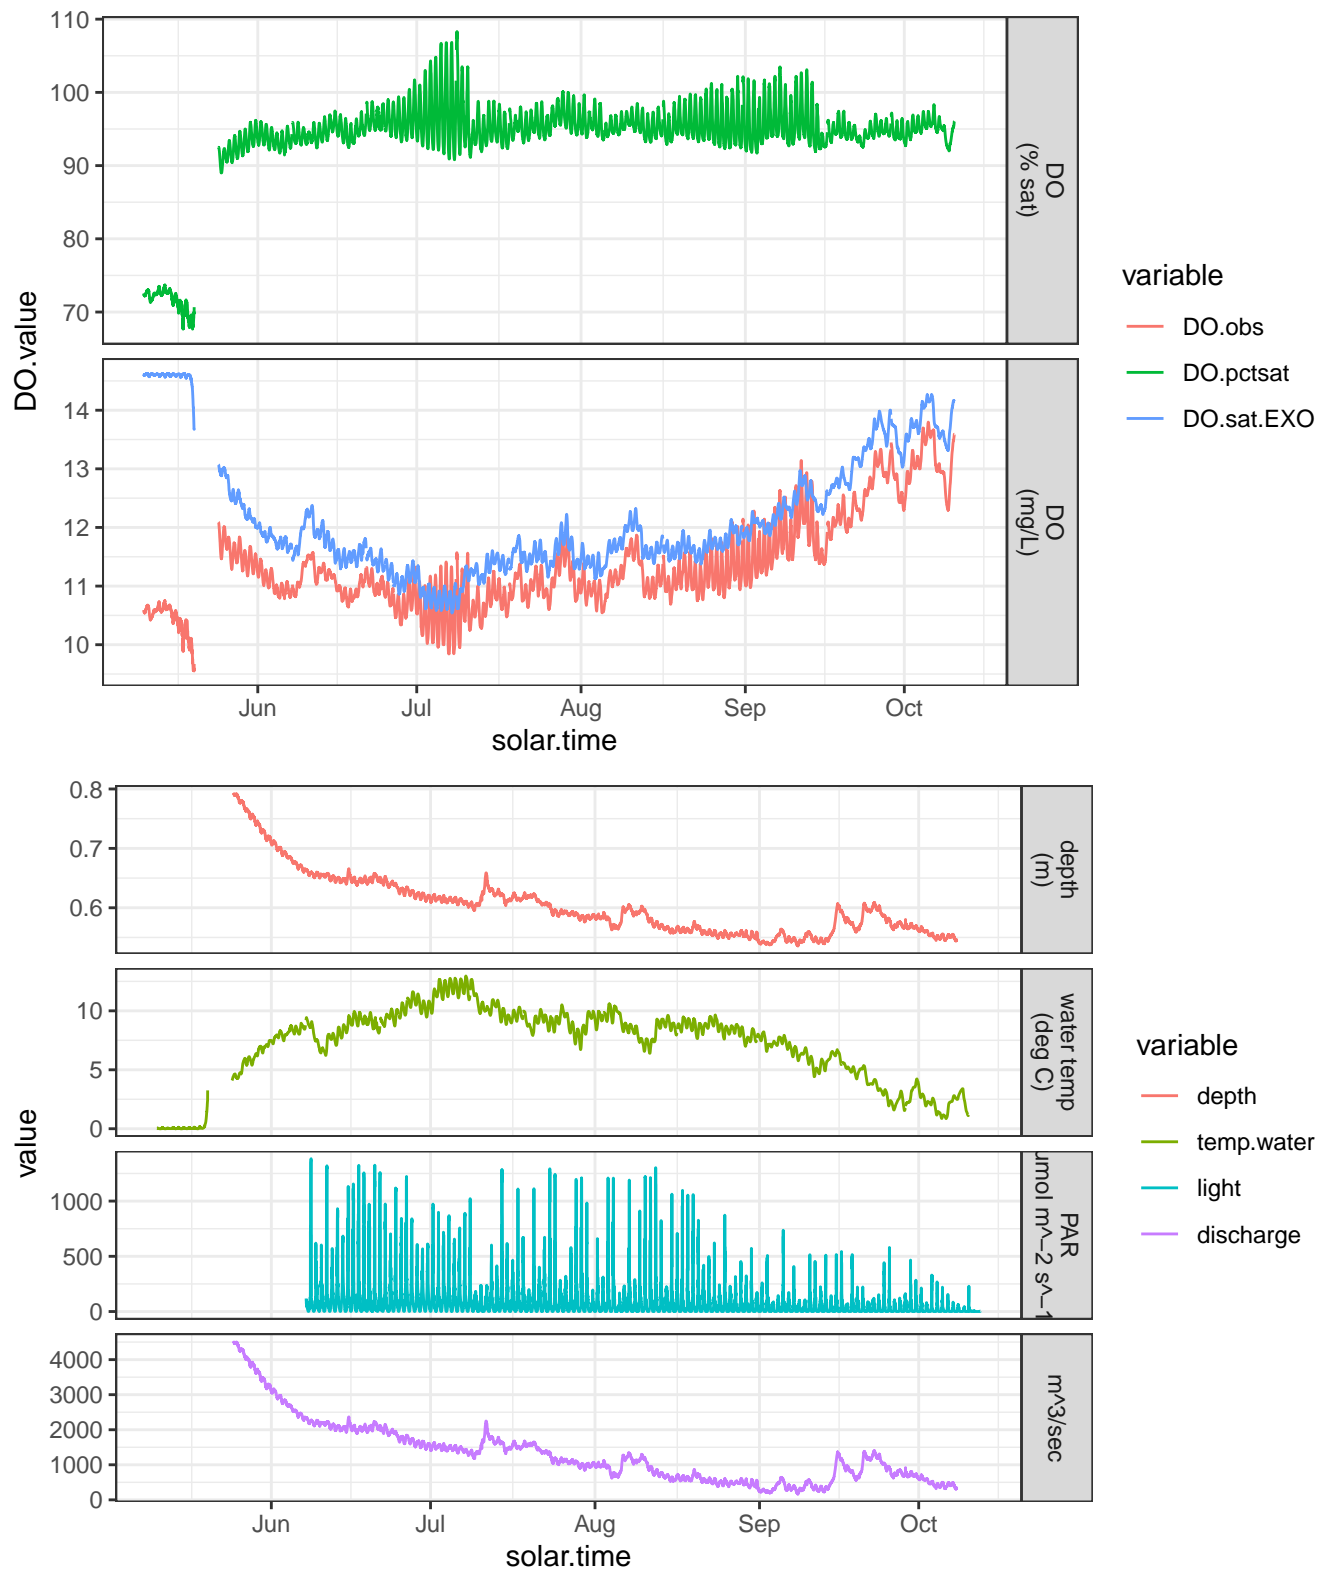 110
100
90
80
70
DO
(% sat)
DO.value
14
13
12
11
10
DO
(mg/L)
Jun
Jul
Aug
Sep
Oct
solar.time
variable
DO.obs
DO.pctsat
DO.sat.EXO
0.8
0.7
0.6
depth
(m)
10
5
0
water temp
(deg C)
value
1000
500
0
PAR
umol m^−2 s^−1
4000
3000
2000
1000
0
m^3/sec
Jun
Jul
Aug
Sep
Oct
solar.time
variable
depth
temp.water
light
discharge